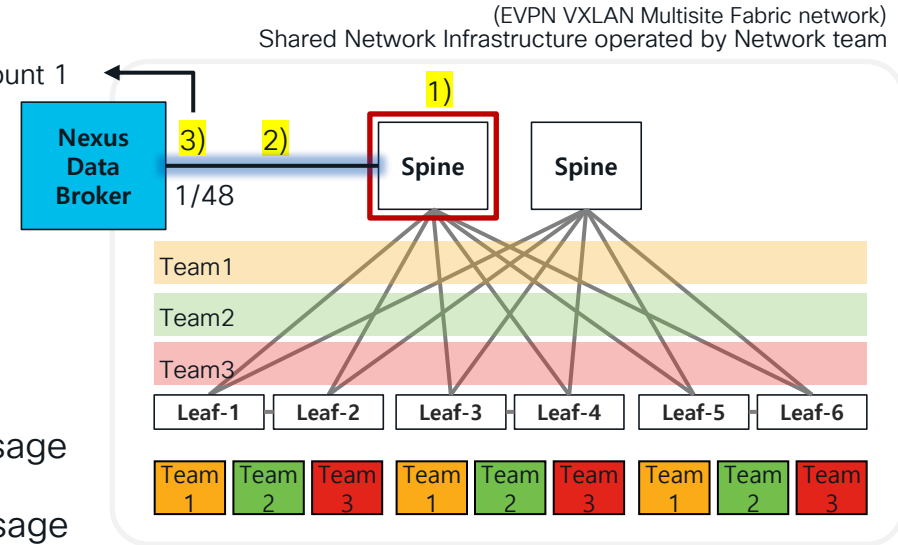 (EVPN VXLAN Multisite Fabric network)
Shared Network Infrastructure operated by Network team
1
1)
Nexus
Data
Broker
3)
2)
1/48
Spine
Spine
Team1
Team2
Team3
Leaf-1
Leaf-2
Leaf-3
Leaf-4
Leaf-5
Leaf-6
Team
1
Team
2
Team
3
Team
1
Team
2
Team
3
Team
1
Team
2
Team
3